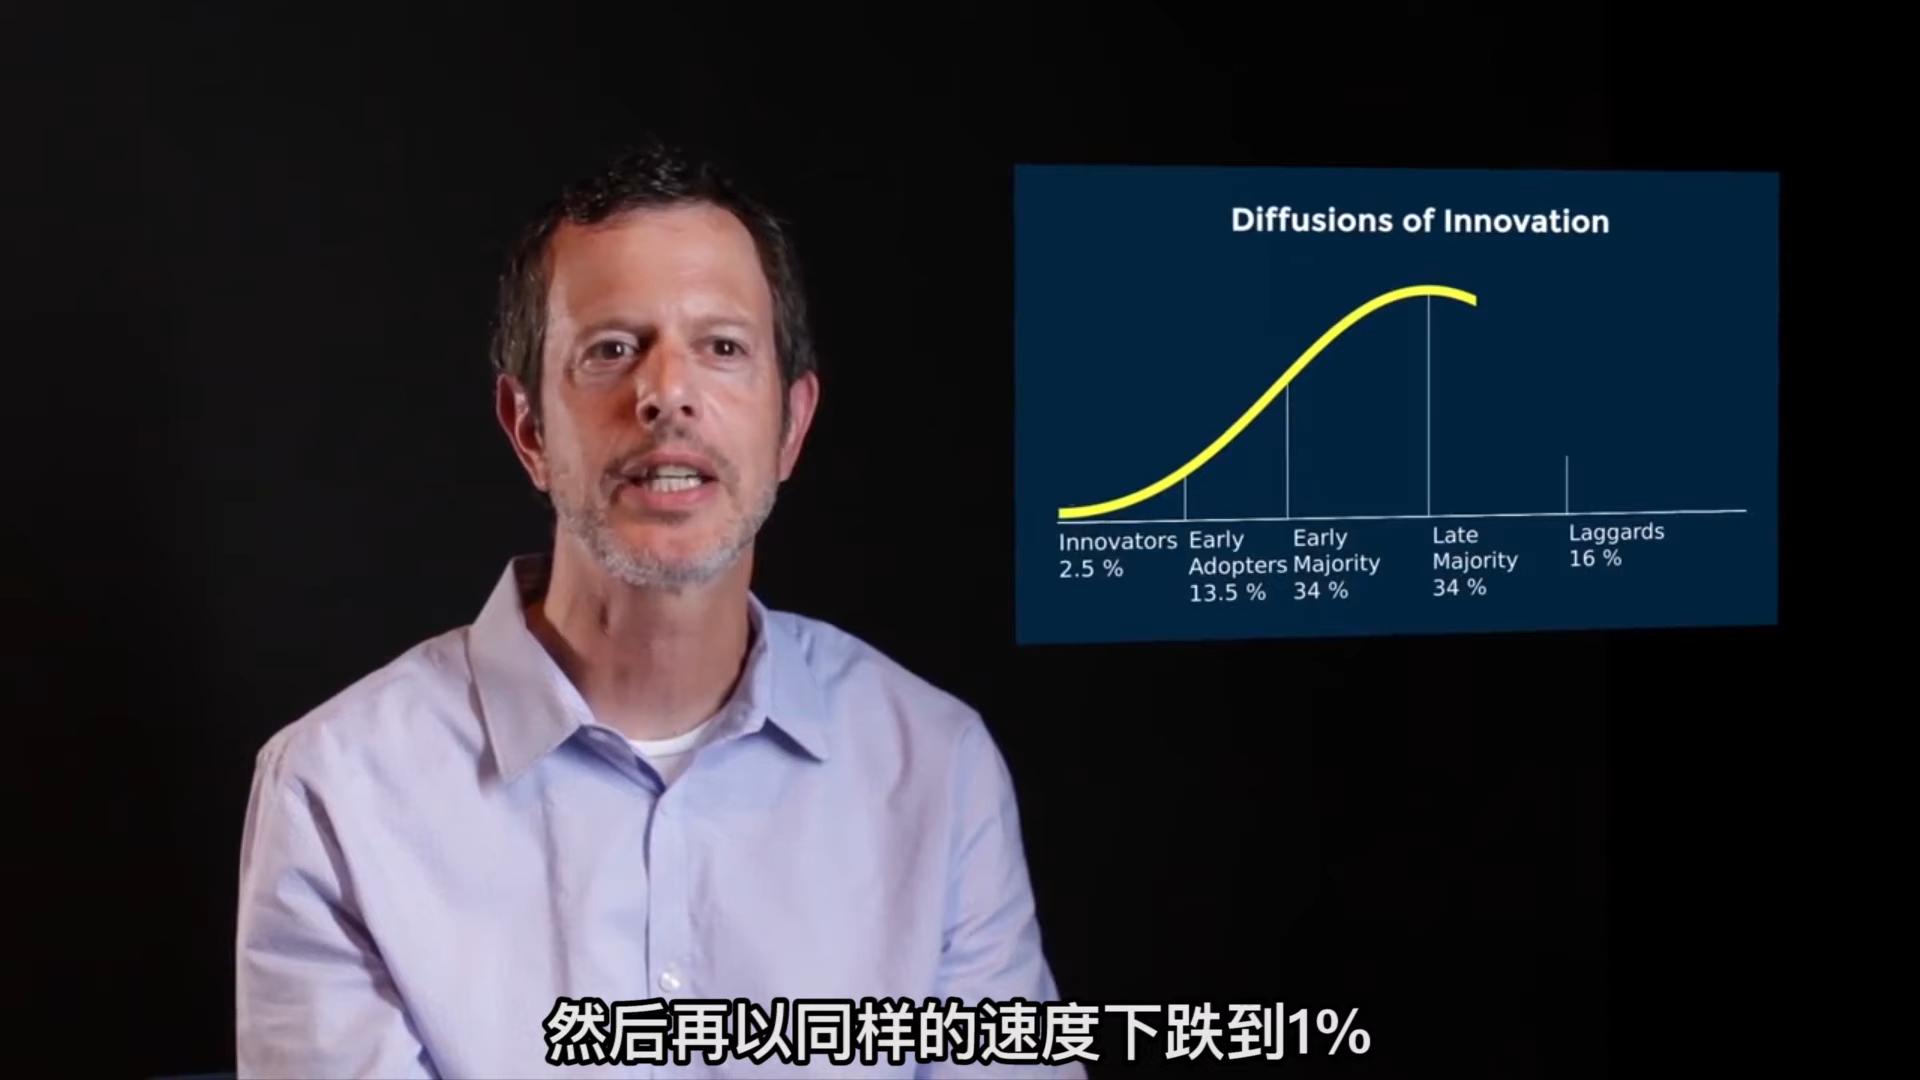 Diffusions of Innovation
Innovators
2.5 %
Early
Adopters
13.5 %
Early
Majority
34 %
Late
Majority
34 %
Laggards
16 %
然后再以同样的速度下跌到1%